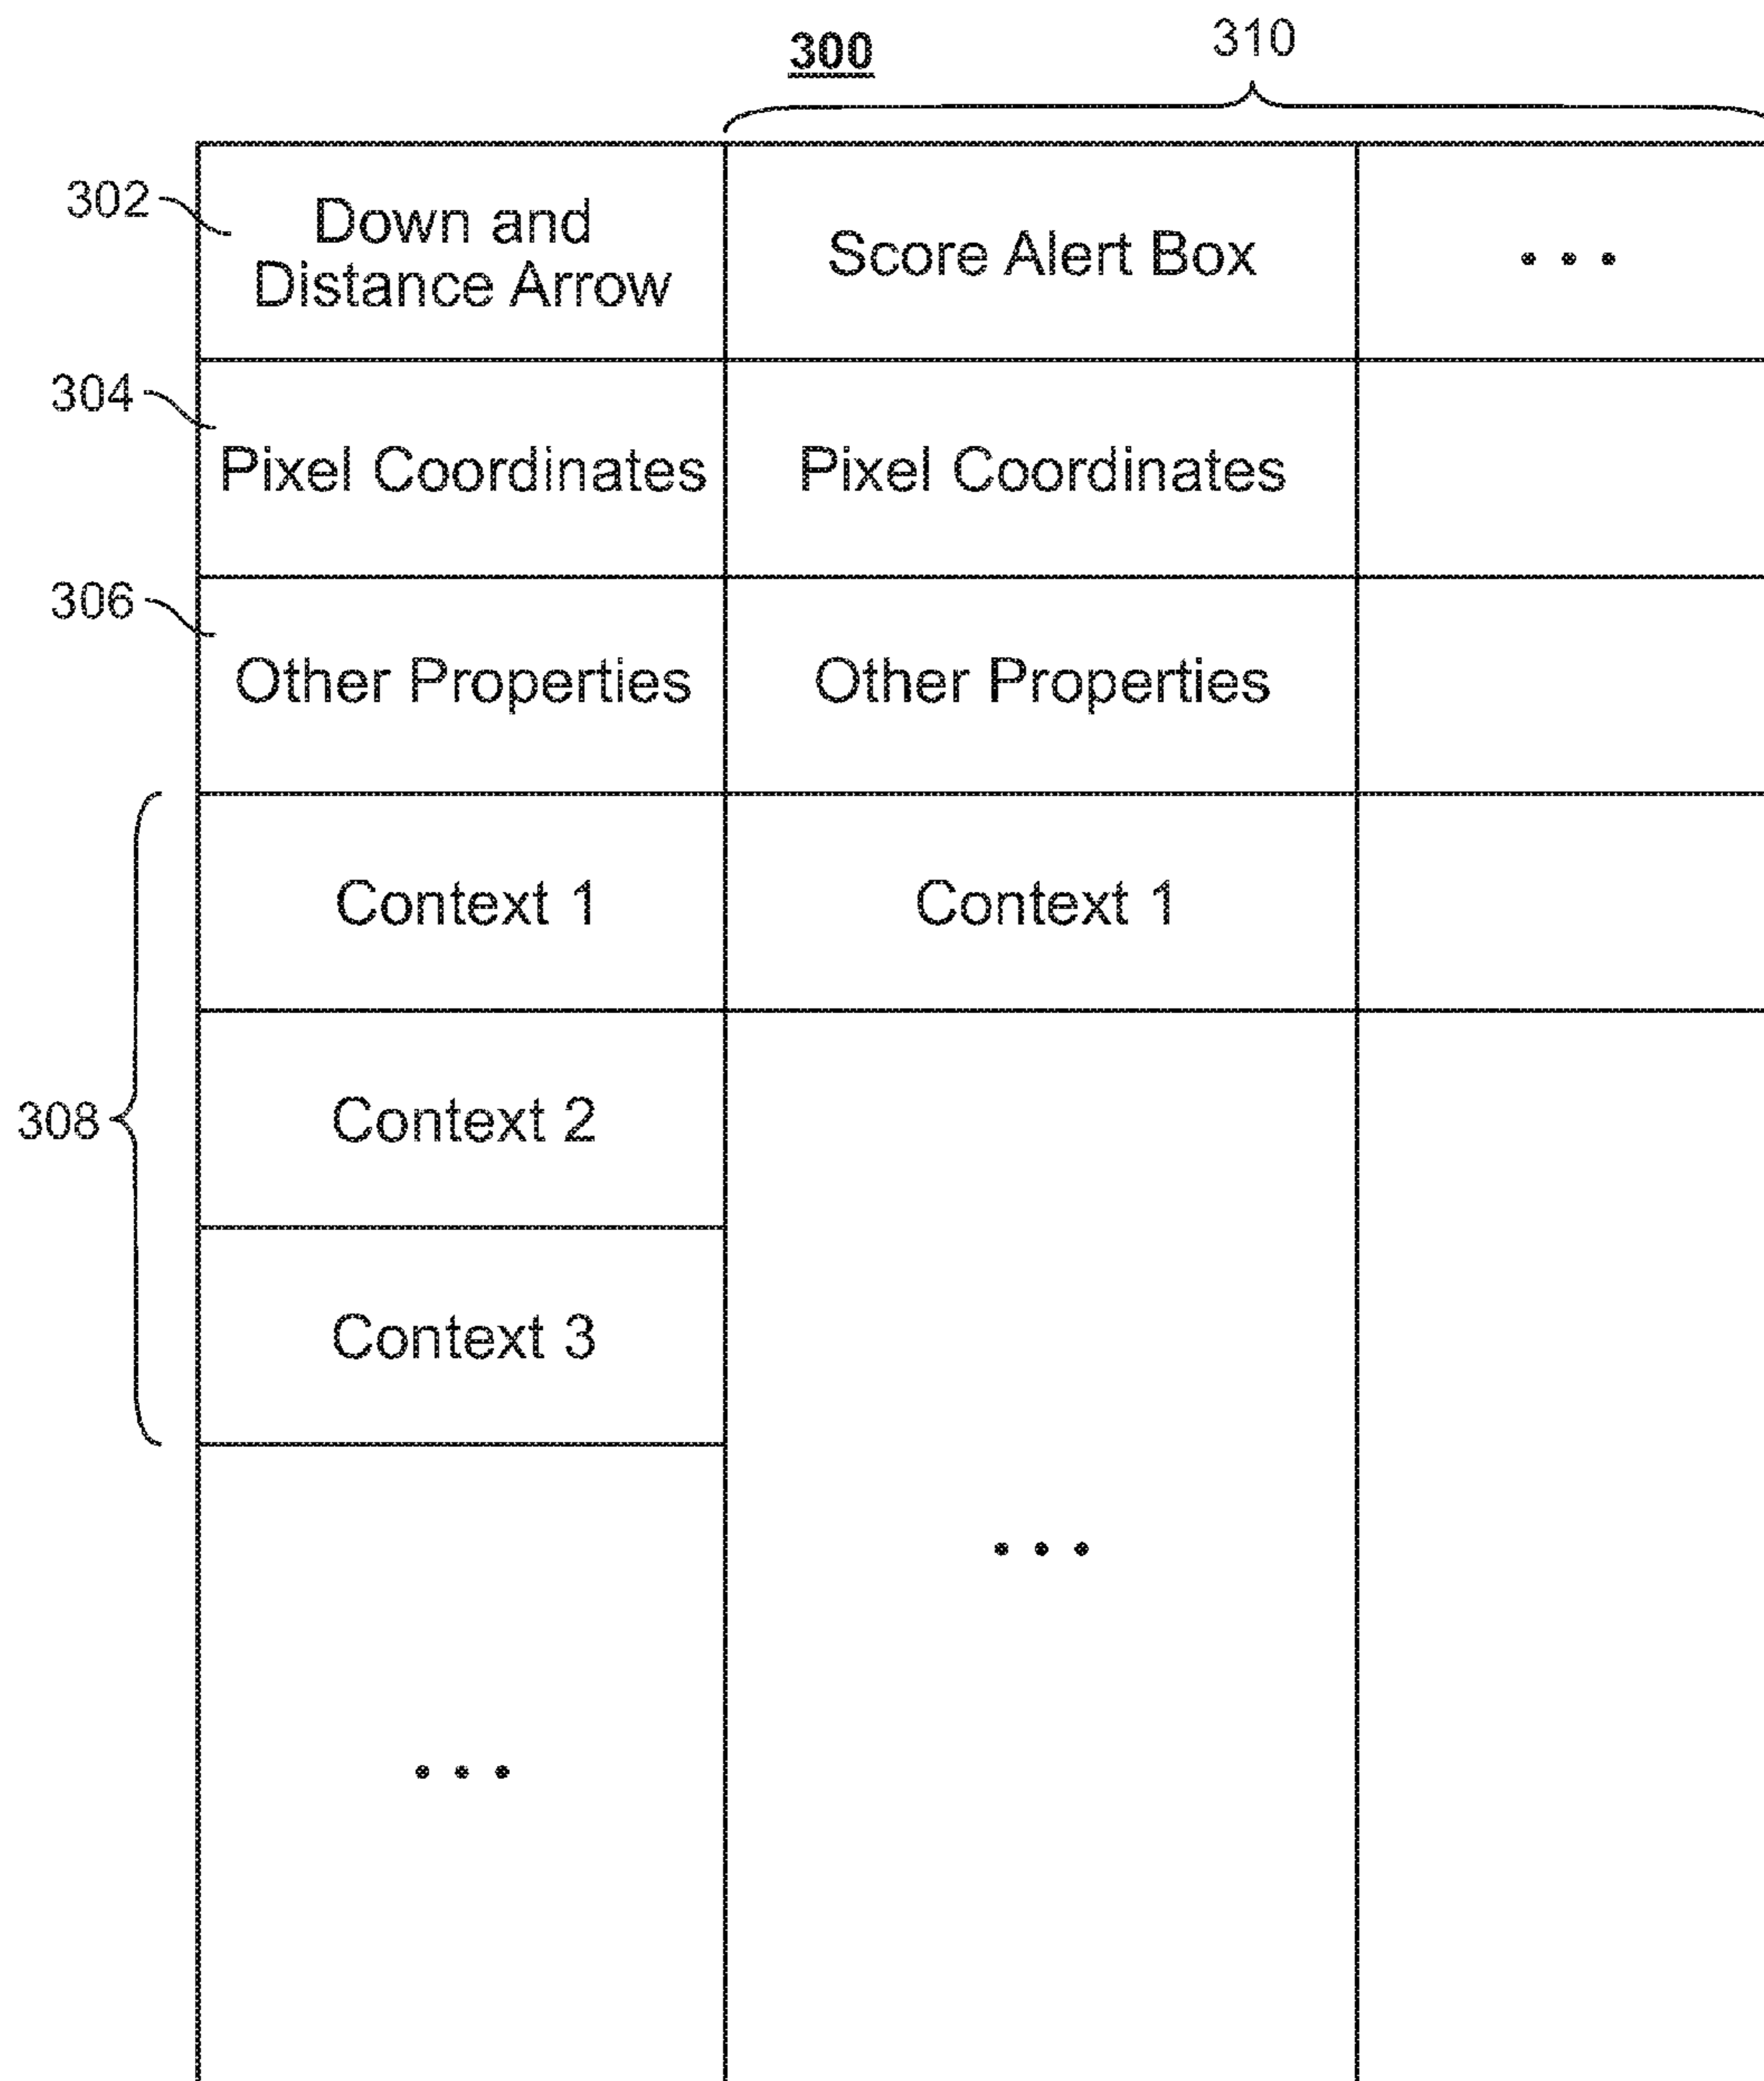 300
310
302
Down and
Distance Arrow
Score Alert Box
...
304
Pixel Coordinates
Pixel Coordinates
306
Other Properties
Other Properties
308
Context 1
Context 1
Context 2
Context 3
...
...